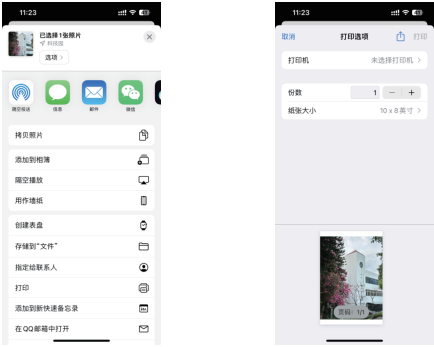 11:23
已选择1张照片
科技园
选项 >
隔空投送
信息
邮件
微信
拷贝照片
添加到相簿
隔空播放
用作墙纸
创建表盘
存储到“文件”
指定给联系人
打印
添加到新快速备忘录
在QQ邮箱中打开
11:23
取消 打印选项 打印
打印机 未选择打印机 >
份数 1 − +
纸张大小 10 x 8 英寸 >
页码：1/1